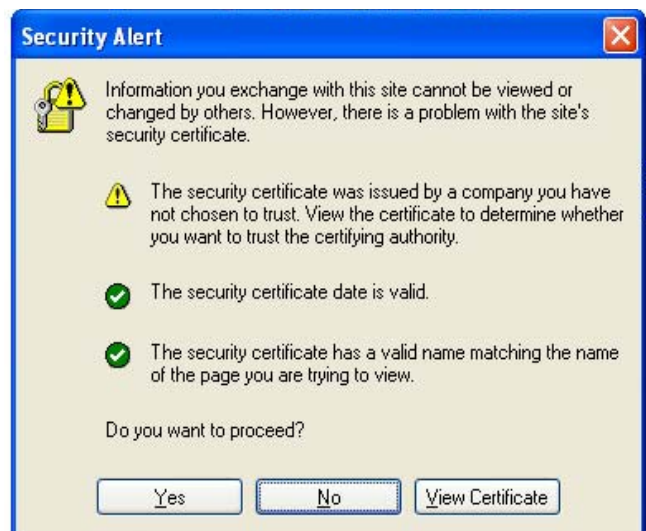 Security Alert
Information you exchange with this site cannot be viewed or
changed by others. However, there is a problem with the site's
security certificate.
The security certificate was issued by a company you have
not chosen to trust. View the certificate to determine whether
you want to trust the certifying authority.
The security certificate date is valid.
The security certificate has a valid name matching the name
of the page you are trying to view.
Do you want to proceed?
Yes No View Certificate